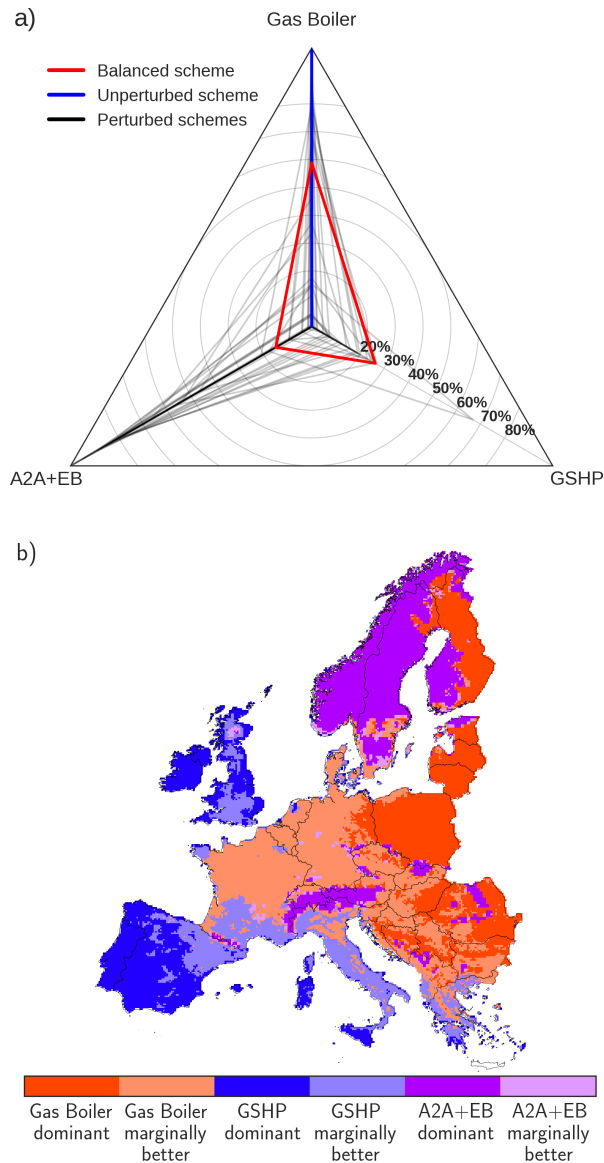 a)
Gas Boiler
Balanced scheme
Unperturbed scheme
Perturbed schemes
20%
30%
40%
50%
60%
70%
80%
A2A+EB
GSHP
b)
Gas Boiler dominant
Gas Boiler marginally better
GSHP dominant
GSHP marginally better
A2A+EB dominant
A2A+EB marginally better